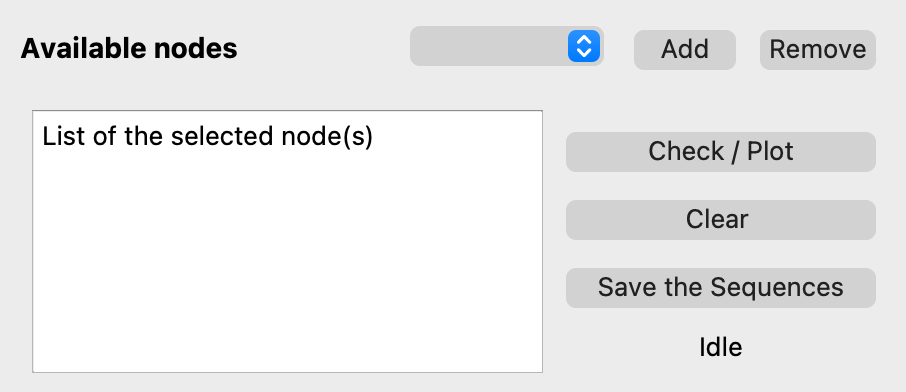 Available nodes
Add
Remove
List of the selected node(s)
Check / Plot
Clear
Save the Sequences
Idle